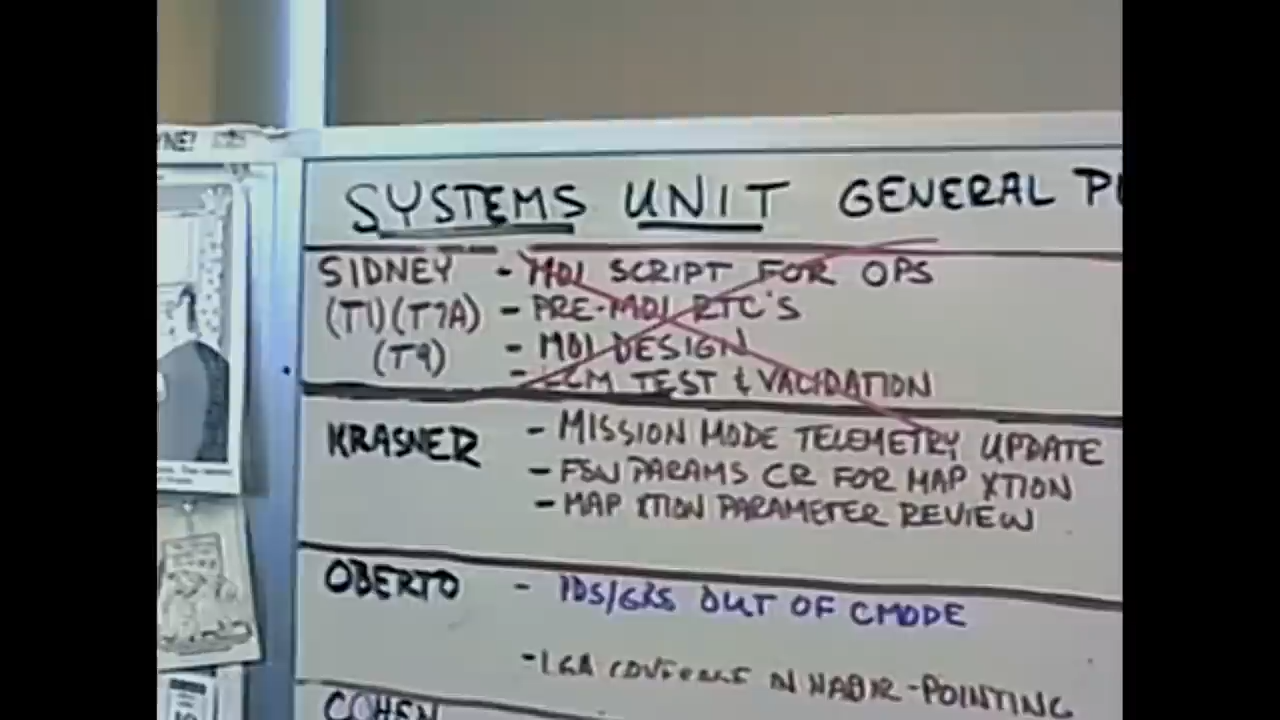 YNE?
SYSTEMS UNIT GENERAL
SIDNEY - MOI SCRIPT FOR OPS
(T1)(T7A) - PRE-MOI RTC'S
(T9) - MOI DESIGN
- TEST & VALIDATION
KRASNER - MISSION MODE TELEMETRY UPDATE
- FSW PARAMS CR FOR MAP XTION
- MAP XTION PARAMETER REVIEW
OBERTO - PDS/GRS OUT OF CMODE
- LGA COVERAGE IN NADIR-POINTING
COHEN